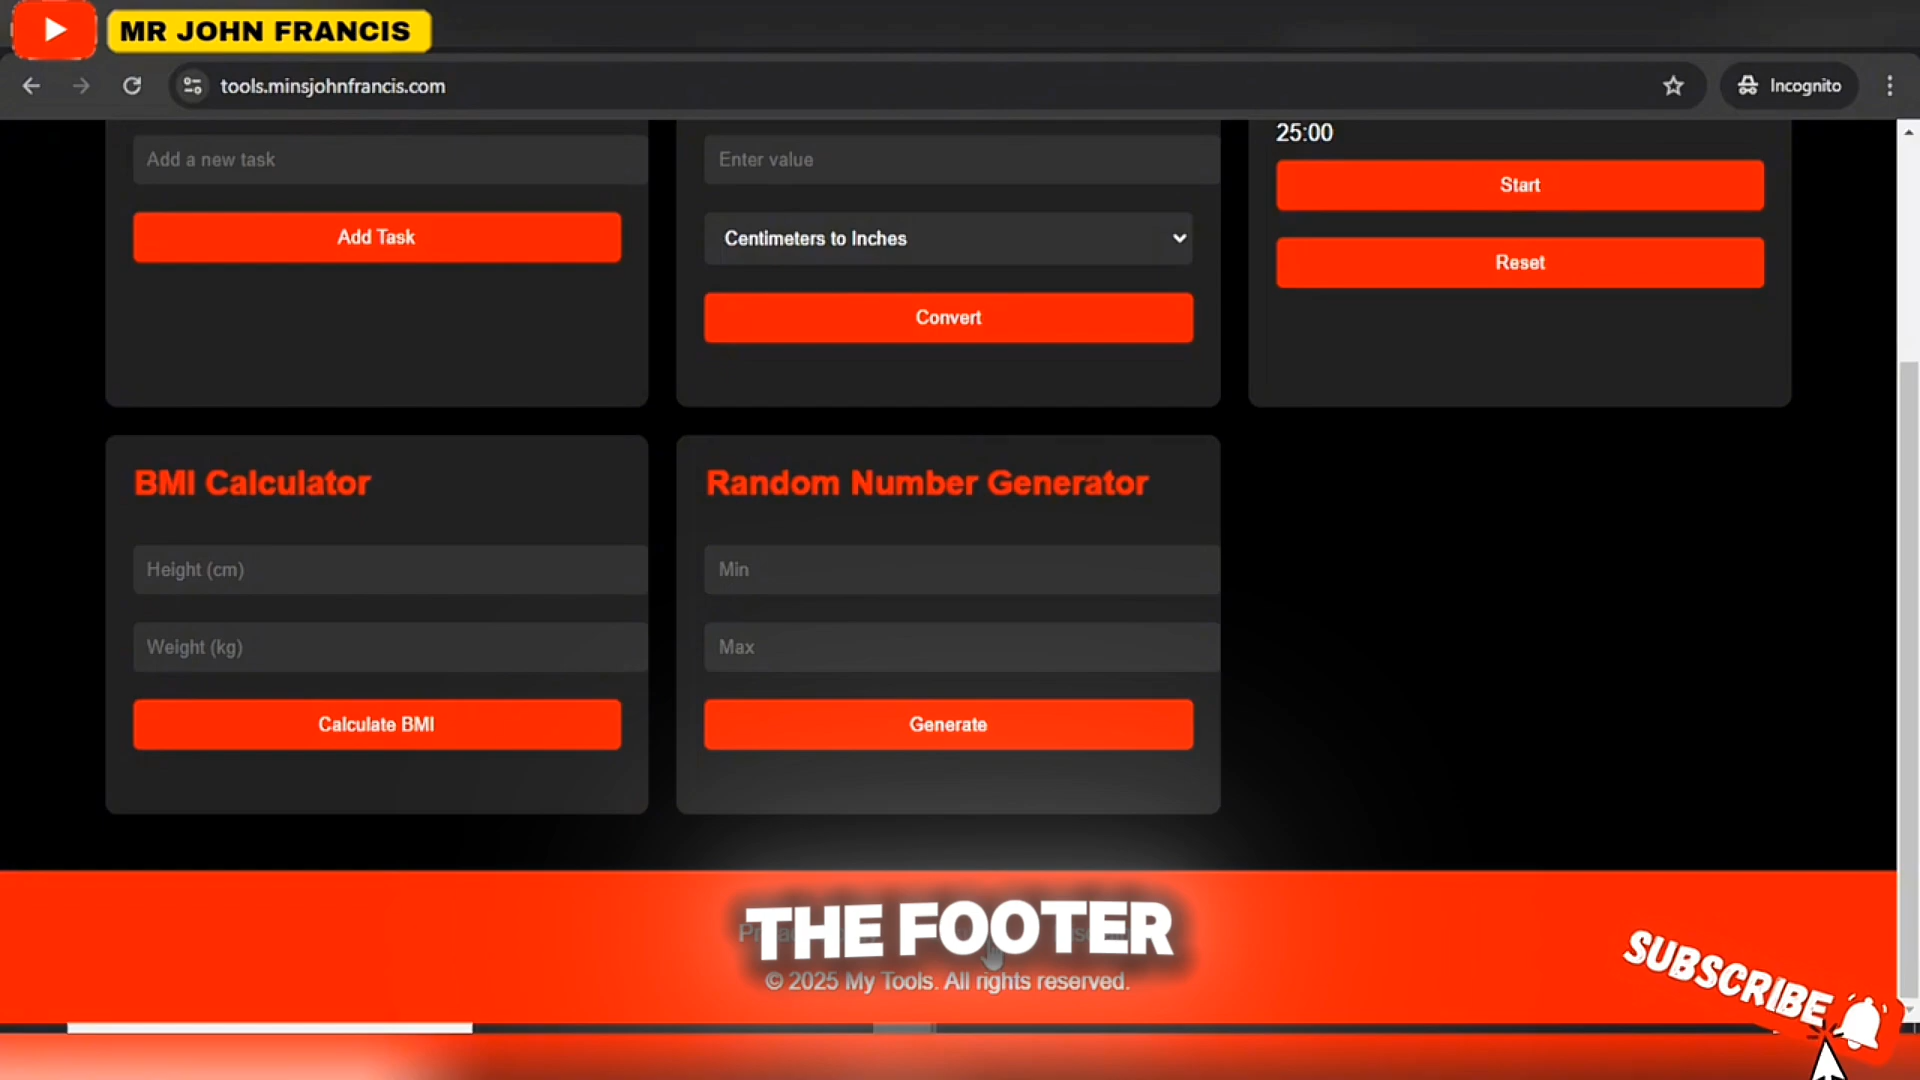 MR JOHN FRANCIS
tools.minsjohnfrancis.com
Incognito
Add a new task
Enter value
25:00
Start
Add Task
Centimeters to Inches
Reset
Convert
BMI Calculator
Random Number Generator
Height (cm)
Min
Weight (kg)
Max
Calculate BMI
Generate
THE FOOTER
© 2025 My Tools. All rights reserved.
SUBSCRIBE